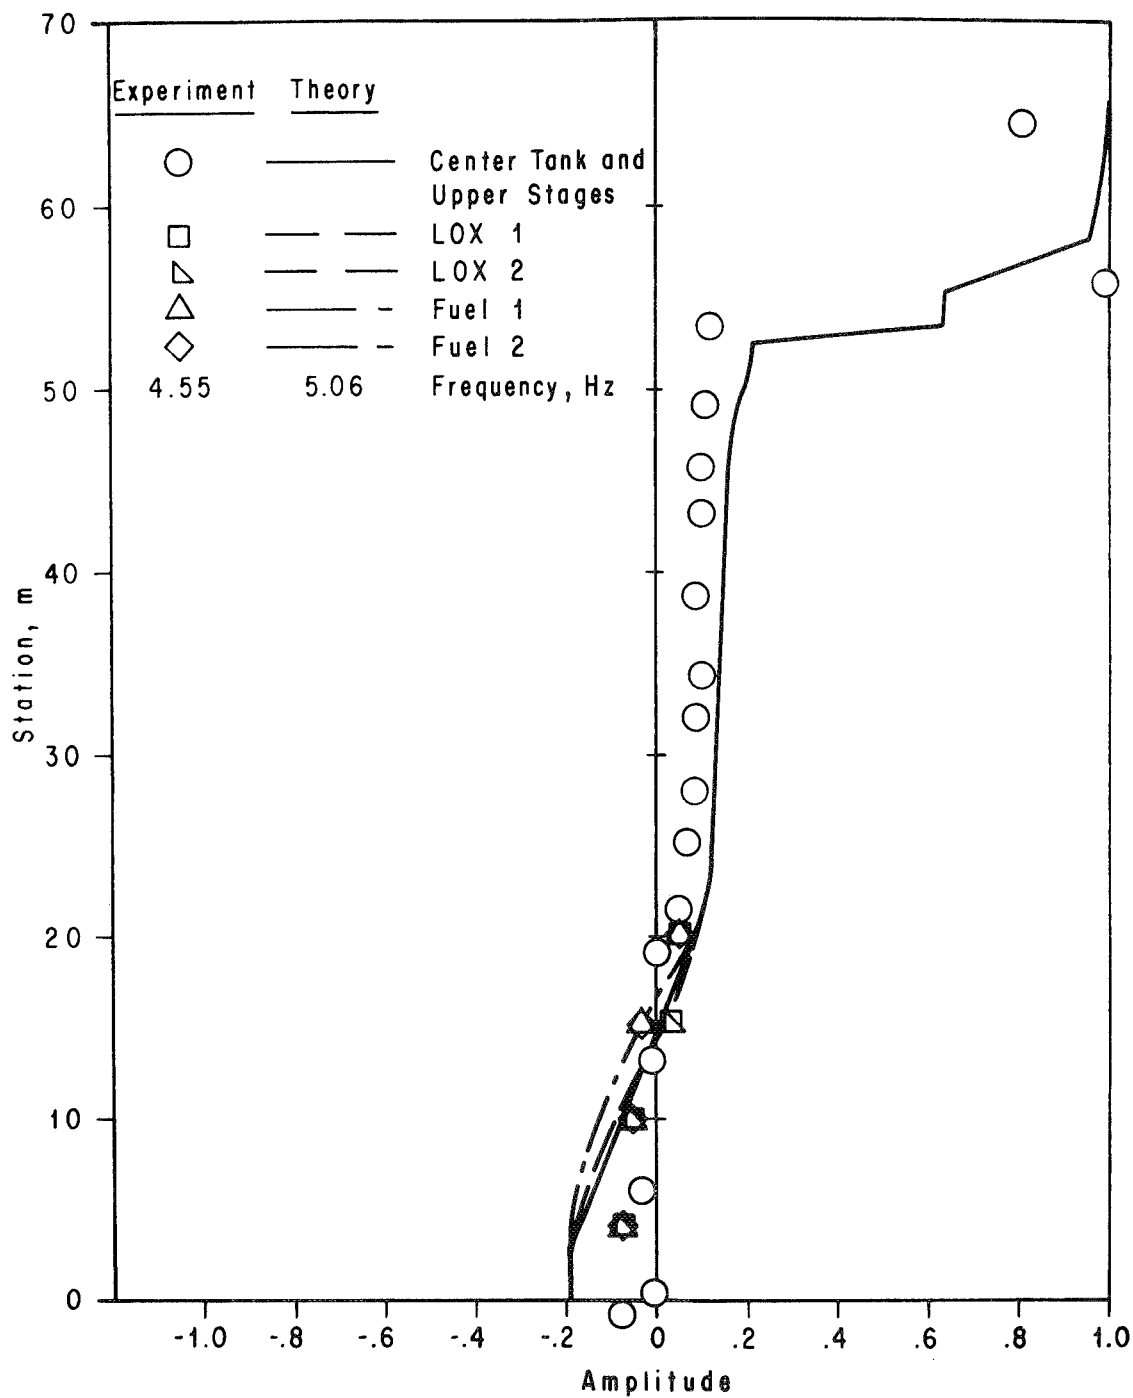 70
Experiment Theory
Center Tank and
Upper Stages
60
LOX 1
LOX 2
Fuel 1
Fuel 2
4.55 5.06 Frequency, Hz
50
40
Station, m
30
20
10
0
-1.0 -.8 -.6 -.4 -.2 0 .2 .4 .6 .8 1.0
Amplitude